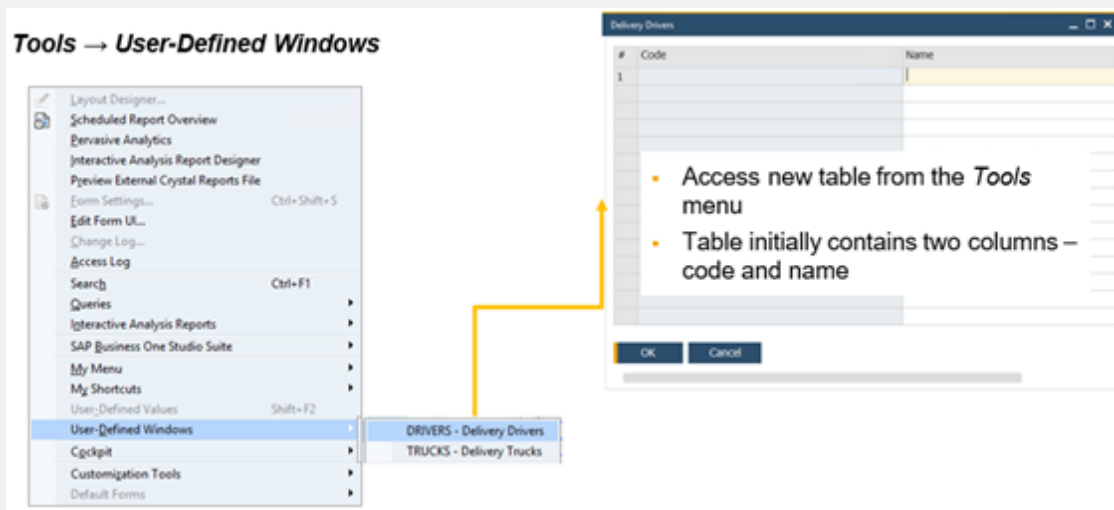 Tools → User-Defined Windows
Layout Designer...
Scheduled Report Overview
Pervasive Analytics
Interactive Analysis Report Designer
Preview External Crystal Reports File
Form Settings... Ctrl+Shift+S
Edit Form UI...
Change Log...
Access Log
Search Ctrl+F1
Queries
Interactive Analysis Reports
SAP Business One Studio Suite
My Menu
My Shortcuts
User-Defined Values Shift+F2
User-Defined Windows
Cockpit
Customization Tools
Default Forms
DRIVERS - Delivery Drivers
TRUCKS - Delivery Trucks
Delivery Drivers
# Code Name
1
▪ Access new table from the Tools
menu
▪ Table initially contains two columns –
code and name
OK Cancel